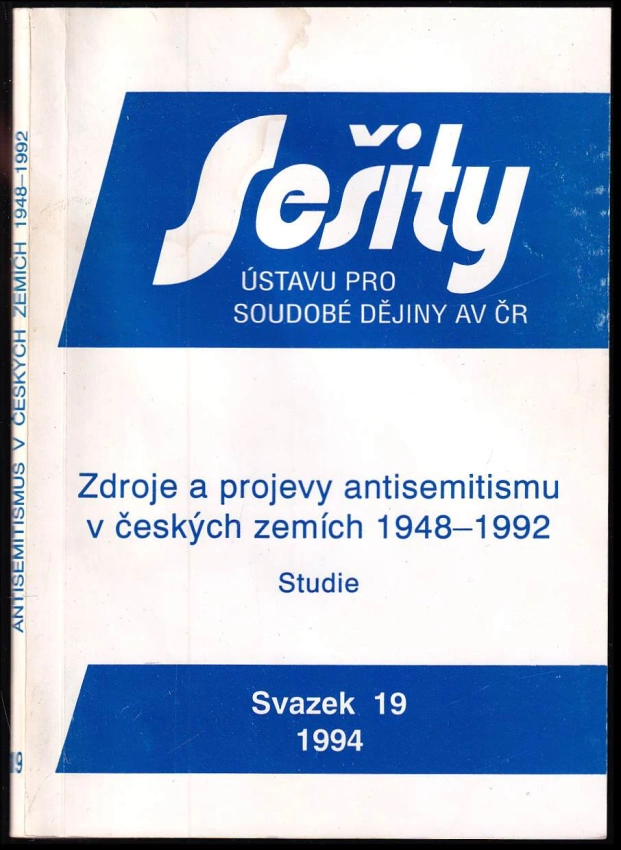 ANTISEMITISMUS V ČESKÝCH ZEMÍCH 1948–1992
19
Sešity
ÚSTAVU PRO
SOUDOBÉ DĚJINY AV ČR
Zdroje a projevy antisemitismu
v českých zemích 1948–1992
Studie
Svazek 19
1994